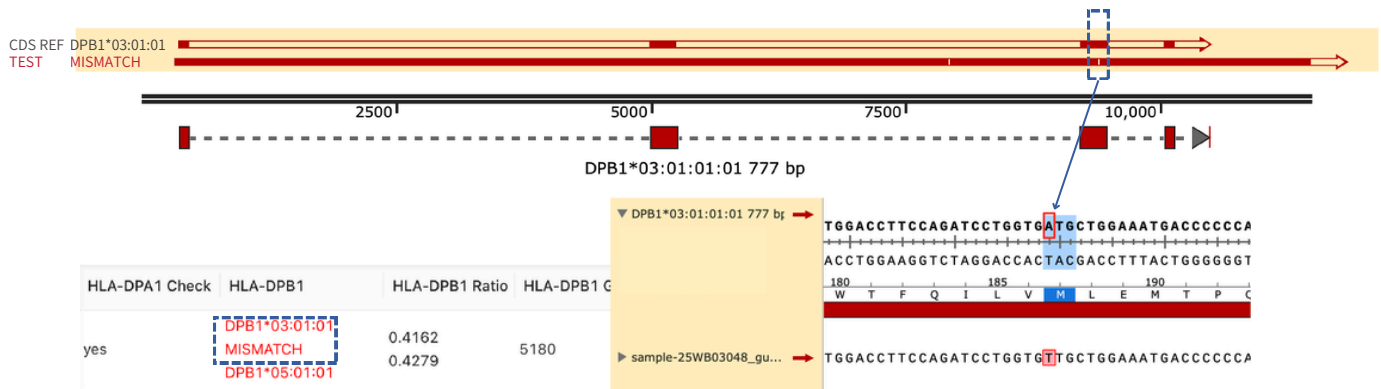 CDS REF DPB1*03:01:01
TEST MISMATCH
2500 5000 7500 10,000
DPB1*03:01:01:01 777 bp
HLA-DPA1 Check HLA-DPB1 HLA-DPB1 Ratio HLA-DPB1 G
yes DPB1*03:01:01 MISMATCH DPB1*05:01:01 0.4162 0.4279 5180
DPB1*03:01:01:01 777 bp
TGGACCTTCCAGATCCTGGTGATGCTGGAAATGACCCCCCA
ACCTGGAAGGTCTAGGACCACTACGACCTTTACTGGGGGGT
180 185 190
W T F Q I L V M L E M T P
sample-25WB03048_gu...
TGGACCTTCCAGATCCTGGTGTTGCTGGAAATGACCCCCCA